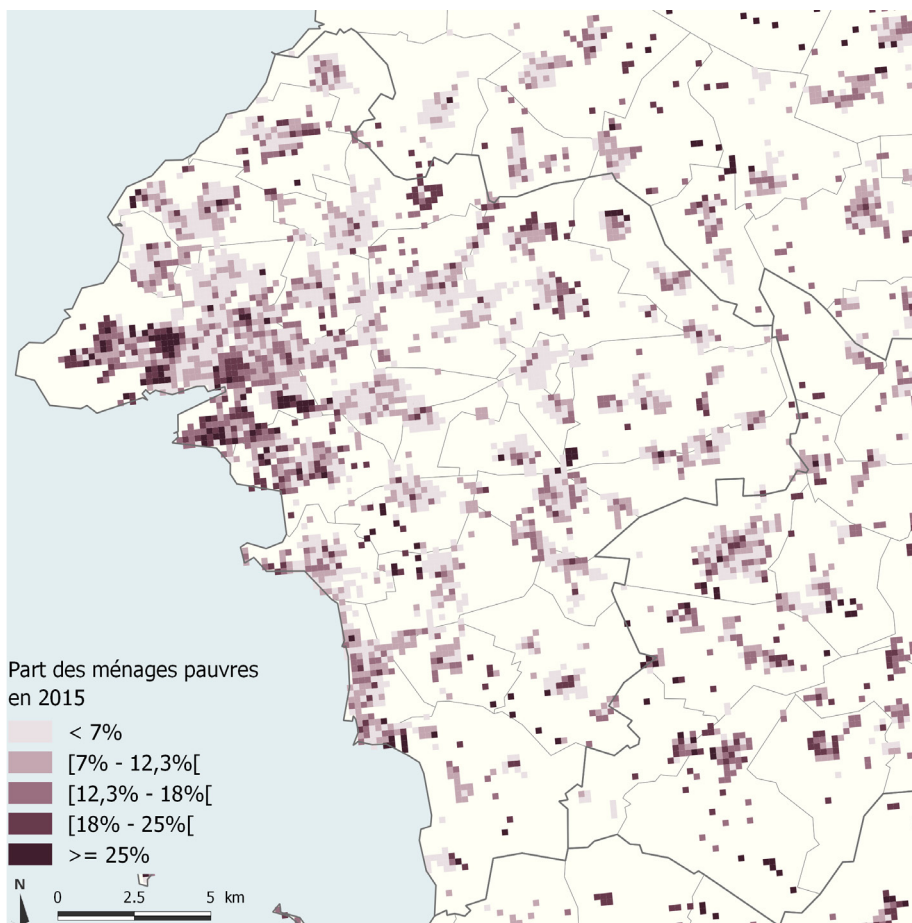 Part des ménages pauvres
en 2015
< 7%
[7% - 12,3%[
[12,3% - 18%[
[18% - 25%[
>= 25%
N
0 2.5 5 km